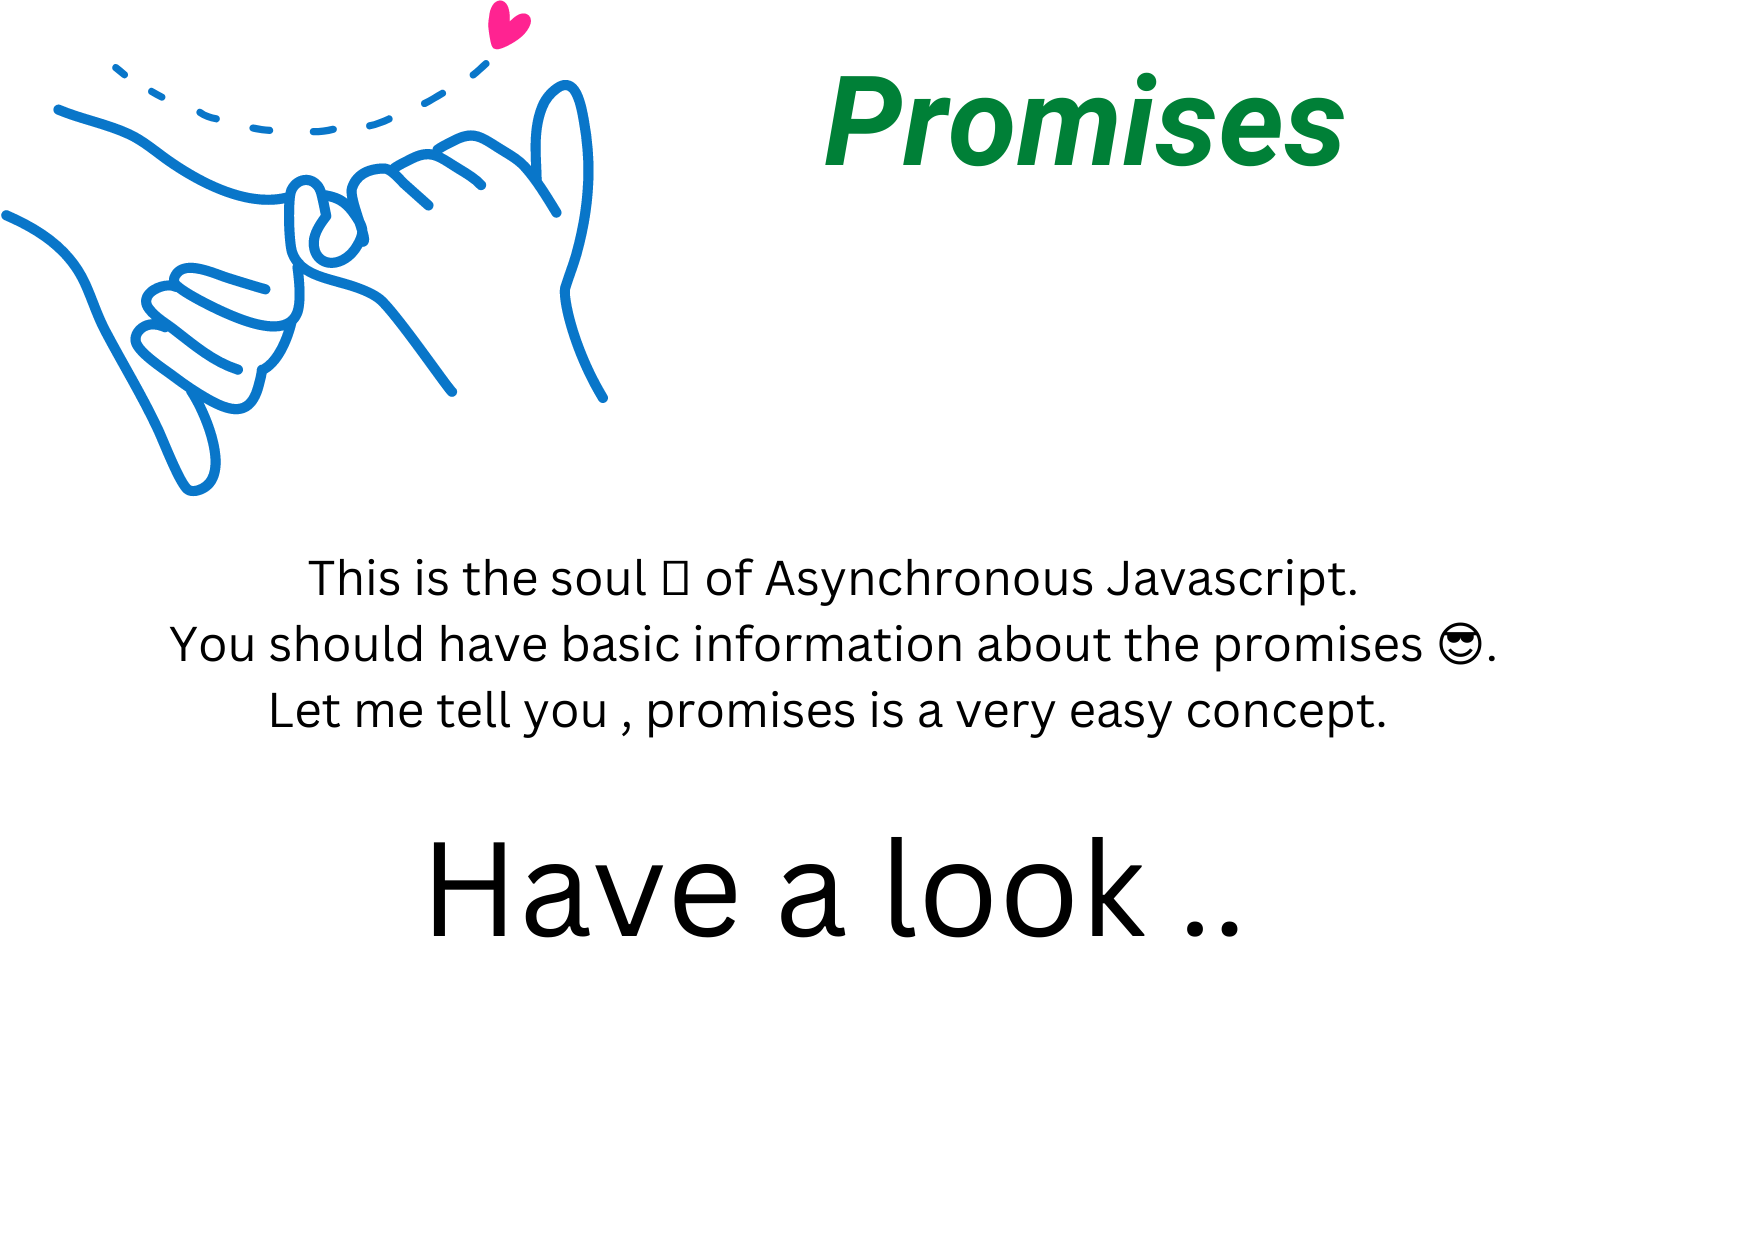 Promises
This is the soul  of Asynchronous Javascript.
You should have basic information about the promises 😎.
Let me tell you , promises is a very easy concept.
Have a look ..